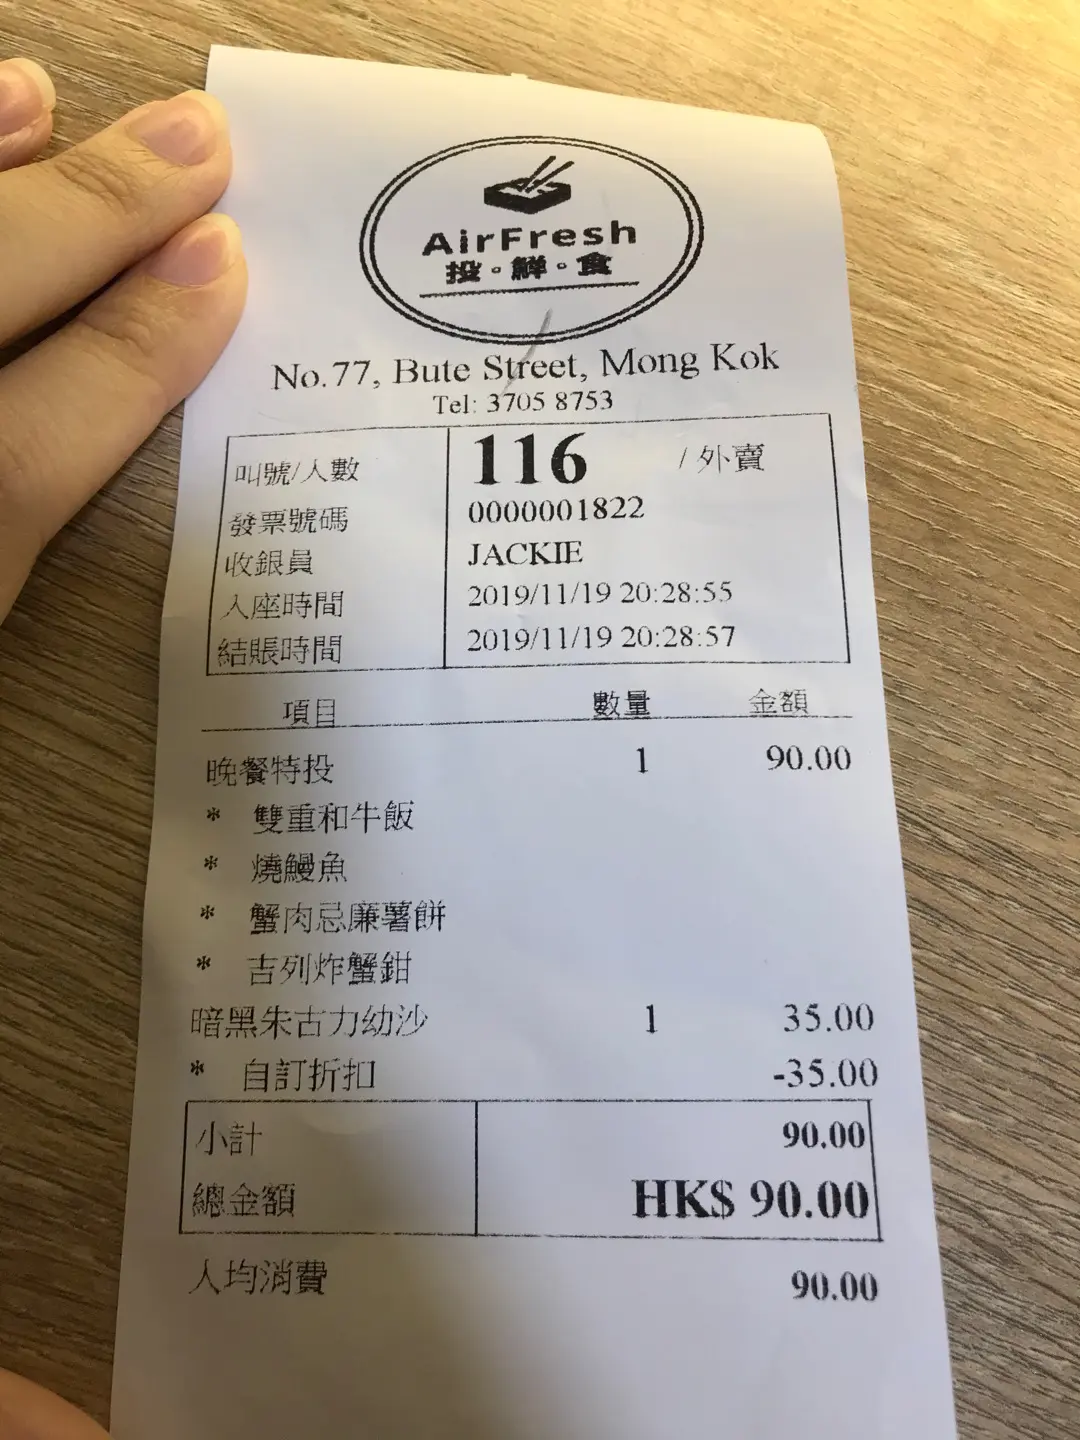 AirFresh
投。鮮。食
No.77, Bute Street, Mong Kok
Tel: 3705 8753
叫號/人數 116 / 外賣
發票號碼 0000001822
收銀員 JACKIE
入座時間 2019/11/19 20:28:55
結賬時間 2019/11/19 20:28:57
項目 數量 金額
晚餐特投 1 90.00
* 雙重和牛飯
* 燒鰻魚
* 蟹肉忌廉薯餅
* 吉列炸蟹鉗
暗黑朱古力幼沙 1 35.00
* 自訂折扣 -35.00
小計 90.00
總金額 HK$ 90.00
人均消費 90.00